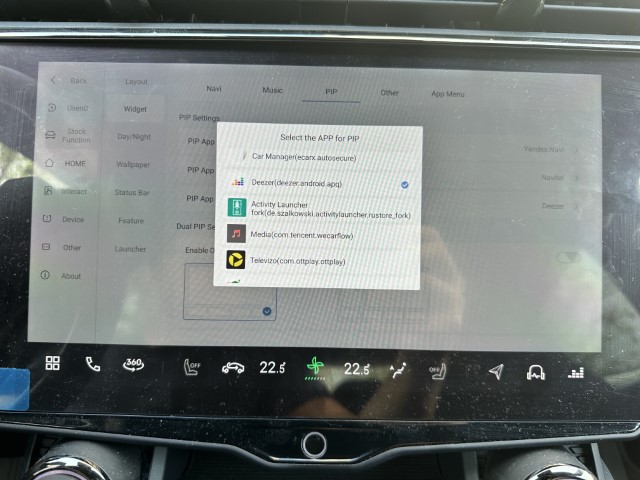 Back
Layout
Navi
Music
PIP
Other
App Menu
UserD
Widget
PIP Settings
Stock
Function
Day/Night
PIP App
Yandex Navi
HOME
Wallpaper
PIP App
Navitel
Interact
Status Bar
PIP App
Deezer
Device
Feature
Dual PIP Se
Other
Launcher
Enable D
About
Select the APP for PIP
Car Manager(ecarx.autosecure)
Deezer(deezer.android.app)
Activity Launcher
fork(de.szalkowski.activitylauncher.rustore_fork)
Media(com.tencent.wecarflow)
Televizo(com.ottplay.ottplay)
360°
OFF
22.5
22.5
OFF